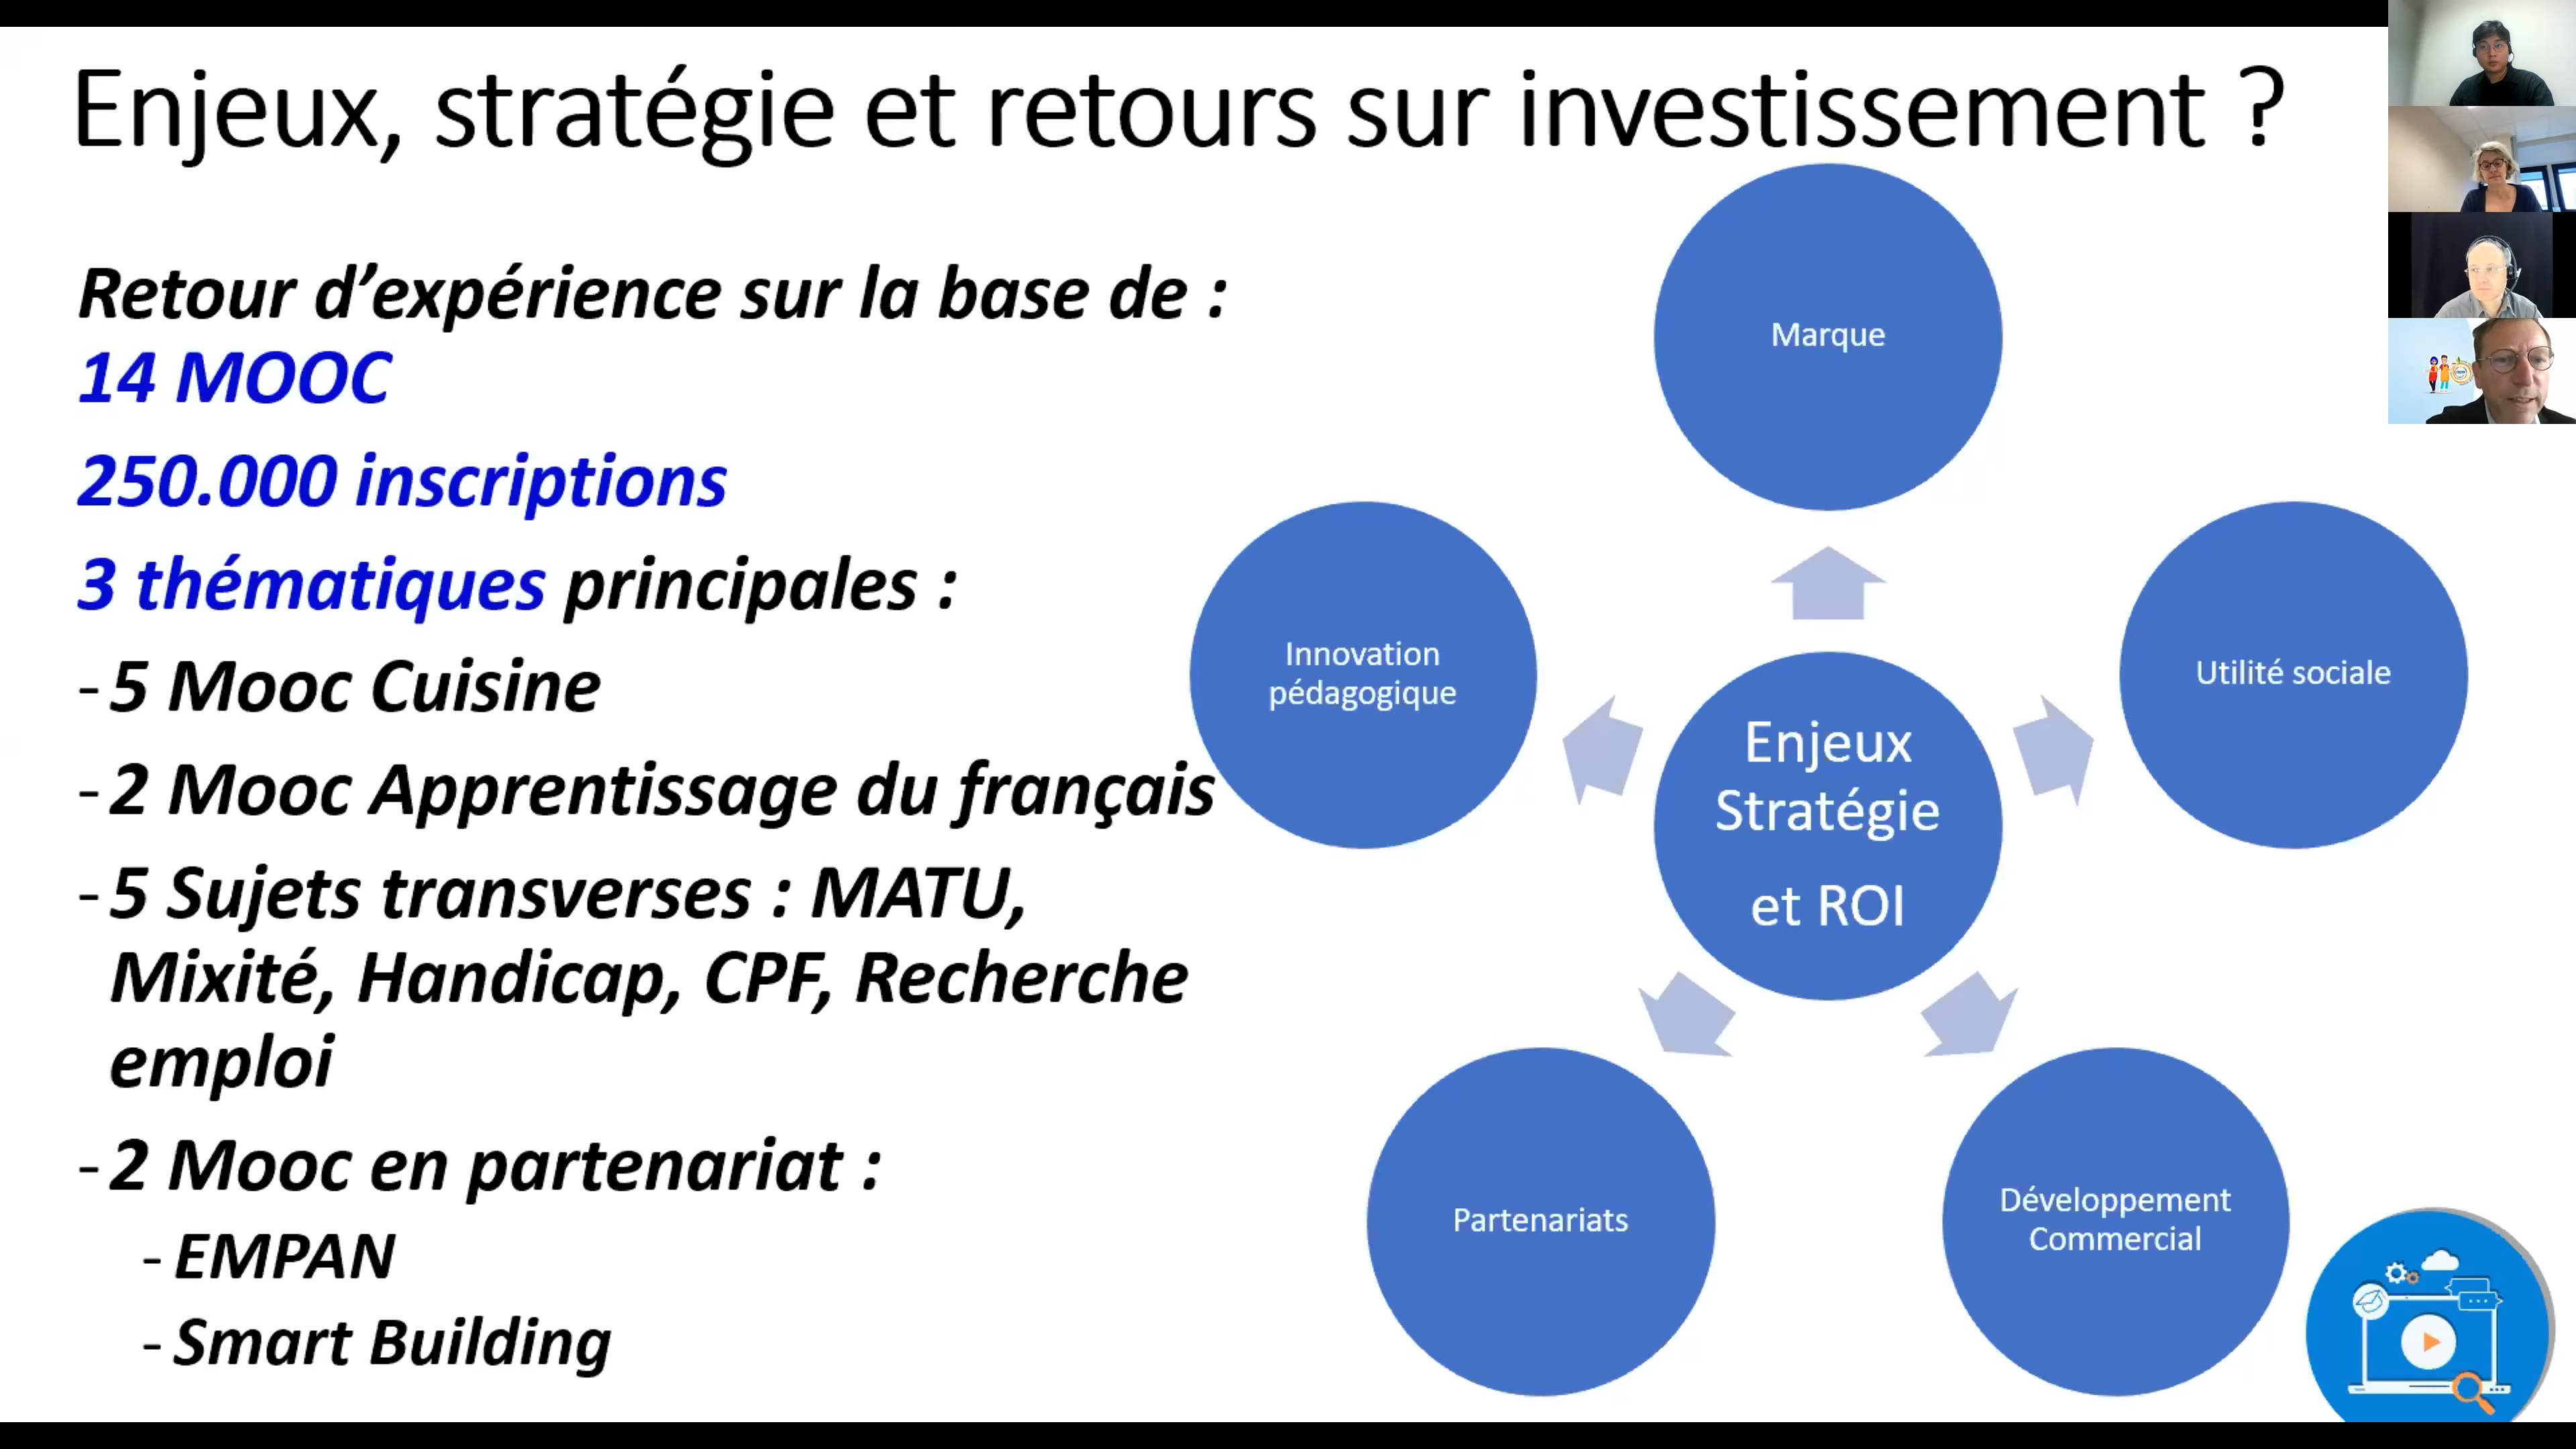 Enjeux, stratégie et retours sur investissement ?
Retour d’expérience sur la base de :
14 MOOC
250.000 inscriptions
3 thématiques principales :
- 5 Mooc Cuisine
- 2 Mooc Apprentissage du français
- 5 Sujets transverses : MATU,
Mixité, Handicap, CPF, Recherche
emploi
- 2 Mooc en partenariat :
- EMPAN
- Smart Building
Marque
Innovation
pédagogique
Utilité sociale
Enjeux
Stratégie
et ROI
Partenariats
Développement
Commercial